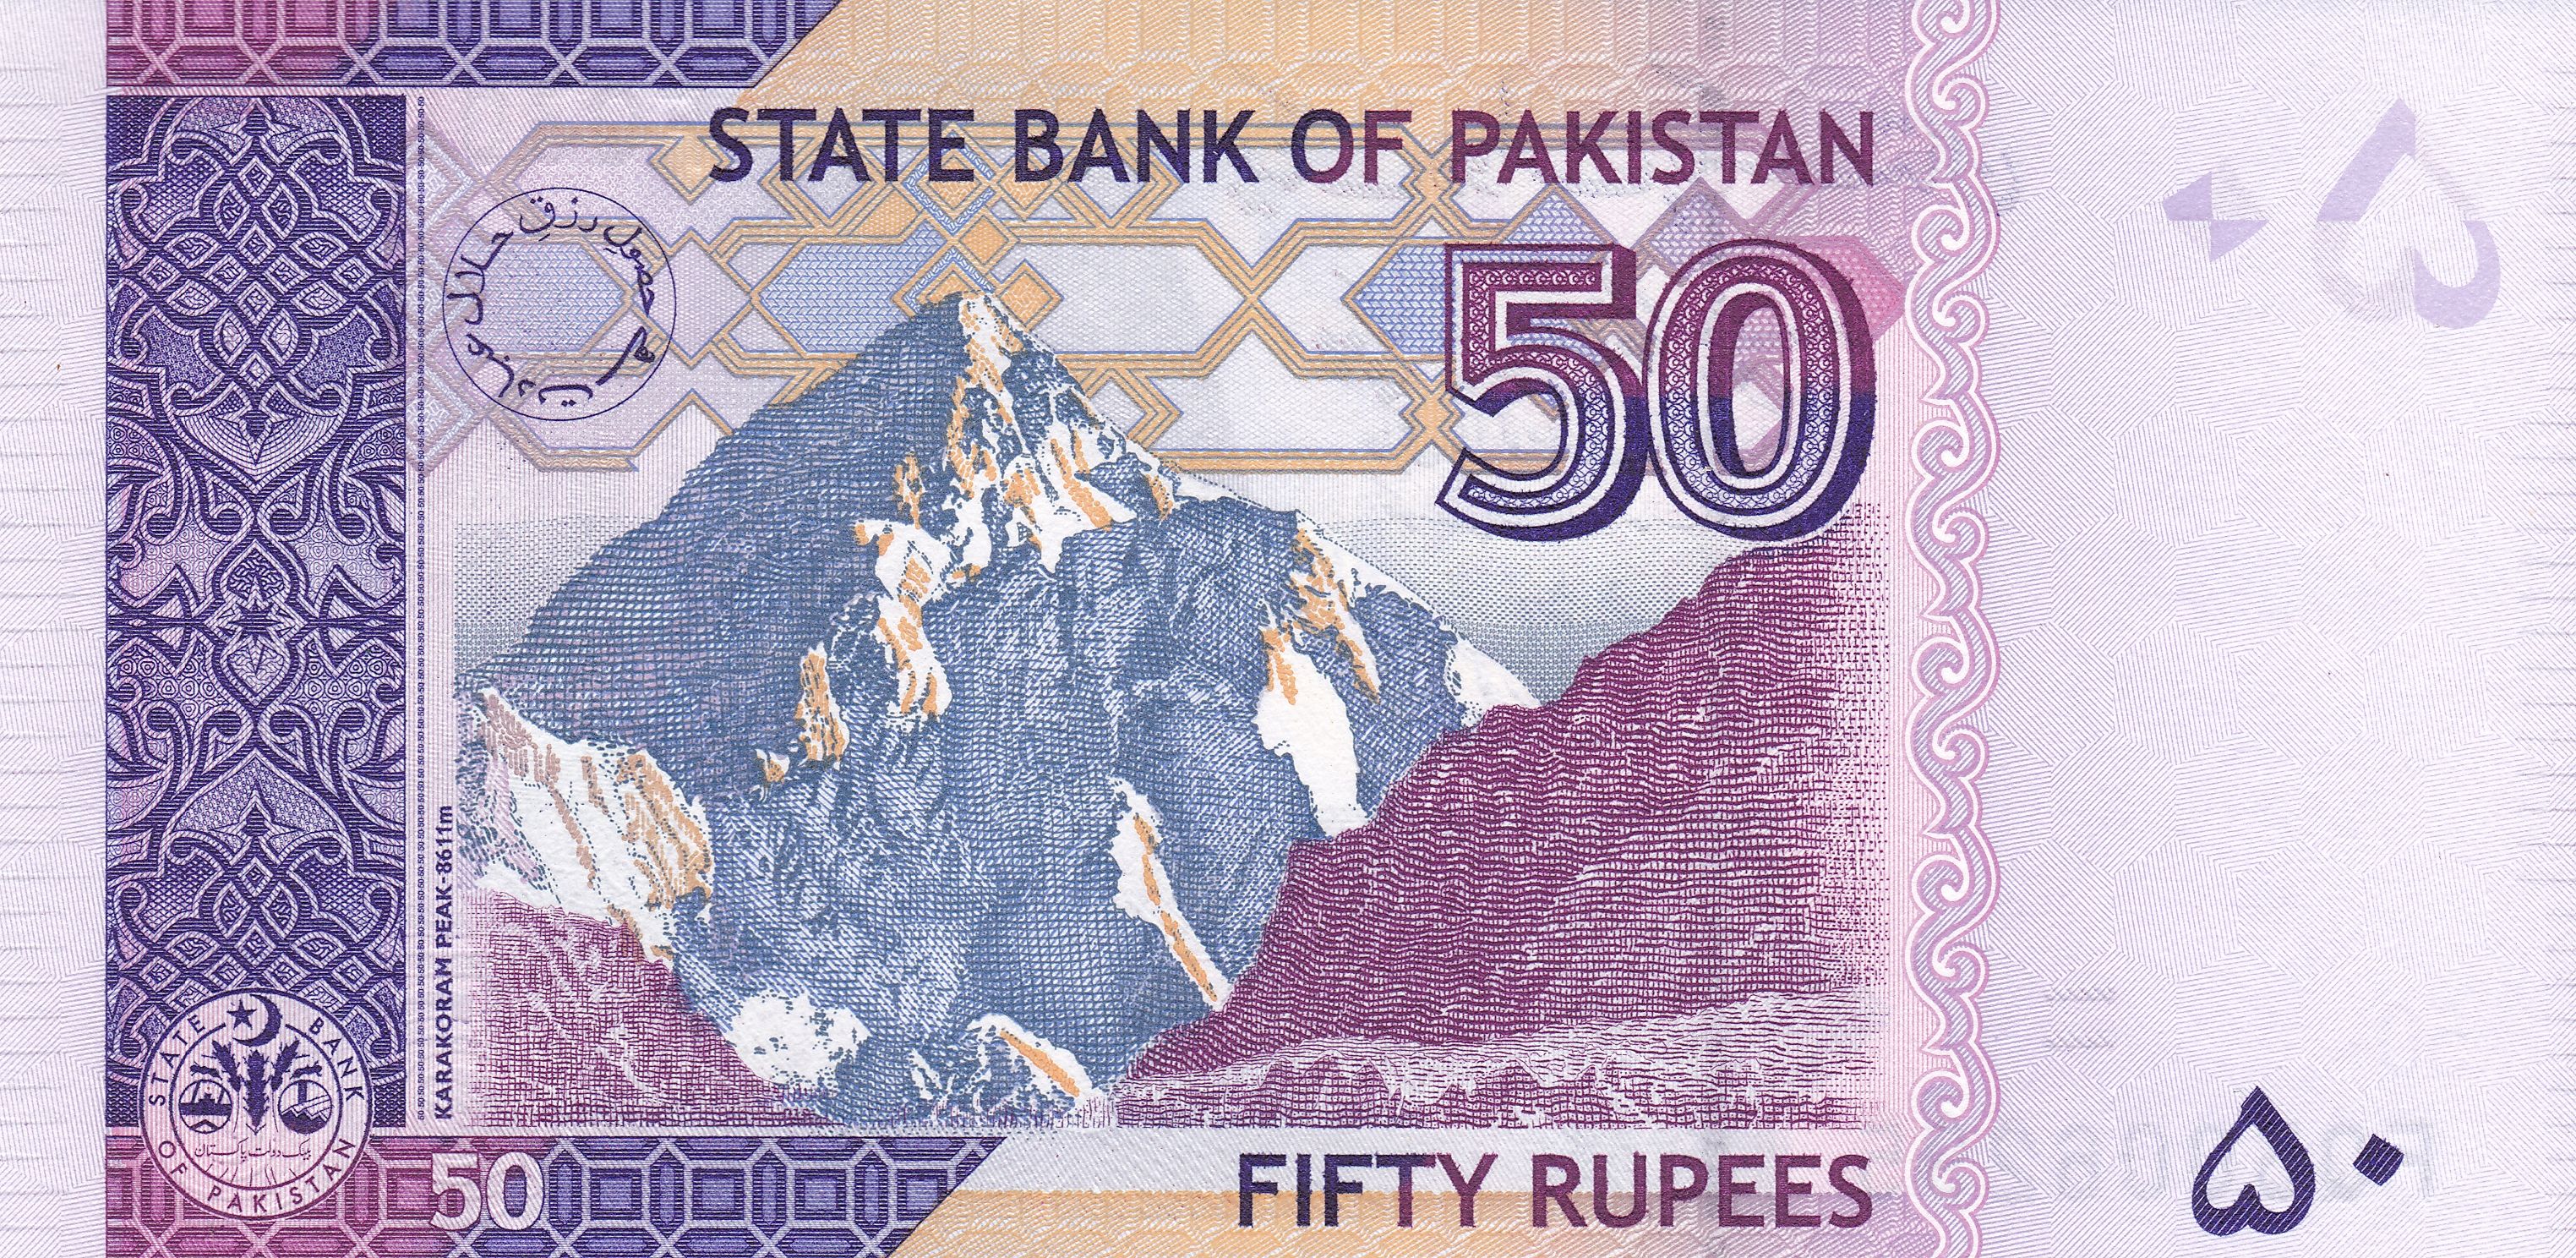 STATE BANK OF PAKISTAN
حصولِ رزقِ حلال عبادت ہے
50
KARAKORAM PEAK-8611m
STATE BANK OF PAKISTAN
بینک دولت پاکستان
50
FIFTY RUPEES
۵۰